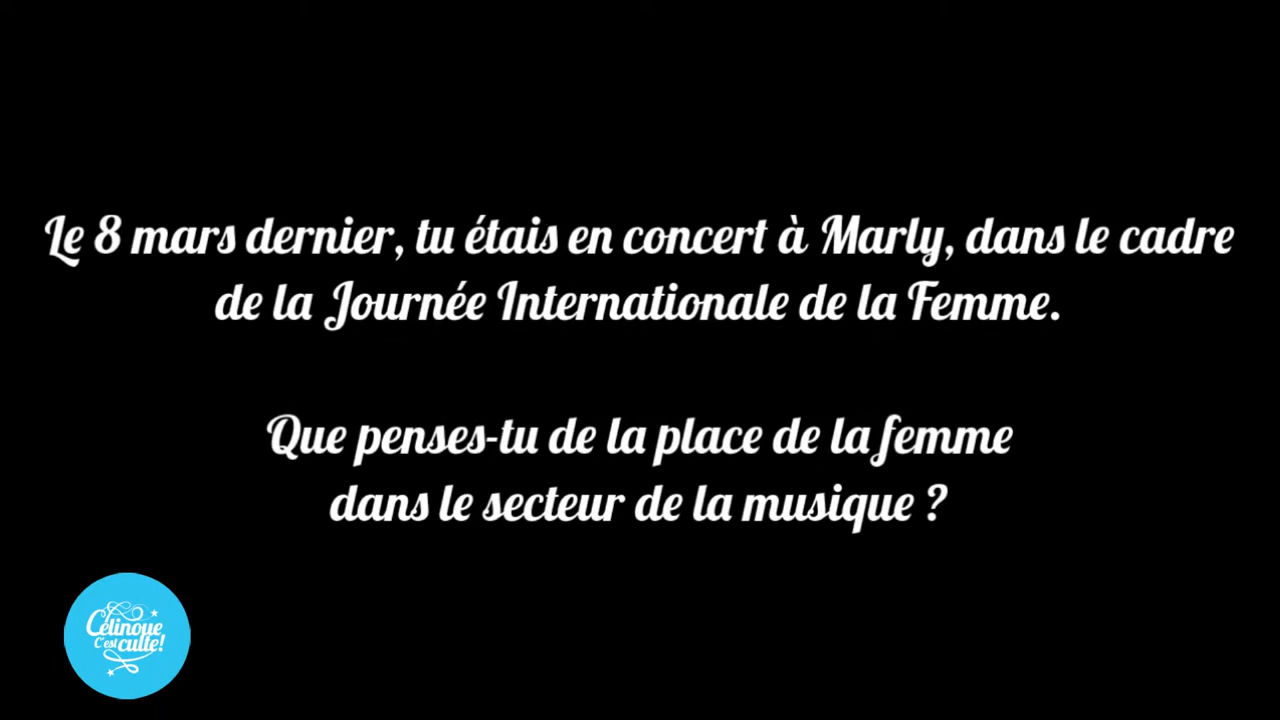 Le 8 mars dernier, tu étais en concert à Marly, dans le cadre
de la Journée Internationale de la Femme.
Que penses-tu de la place de la femme
dans le secteur de la musique ?
Célinoue
C'est culte!